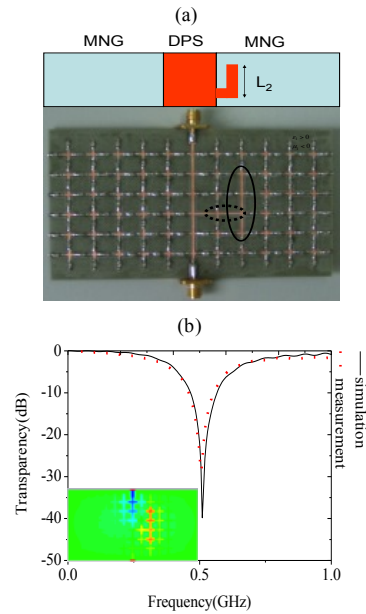 (a)
MNG DPS MNG
L₂
(b)
0
-10
-20
-30
-40
-50
Transparency(dB)
0.0 0.5 1.0
Frequency(GHz)
simulation
measurement